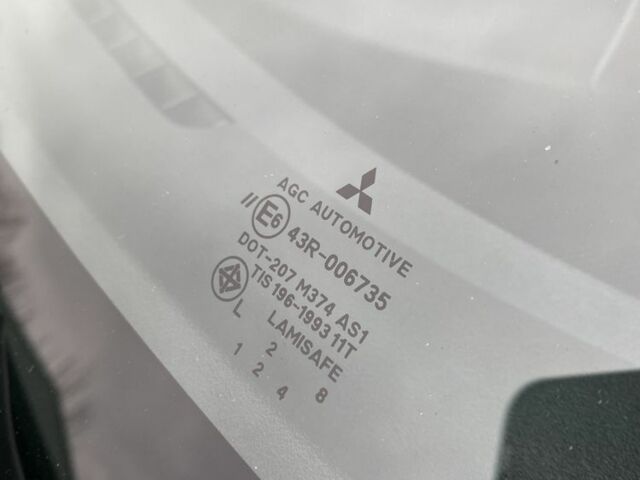 AGC AUTOMOTIVE
// E6 43R-006735
DOT-207 M374 AS1
TIS 196-1993 11T
L LAMISAFE
2
1 2 4 8